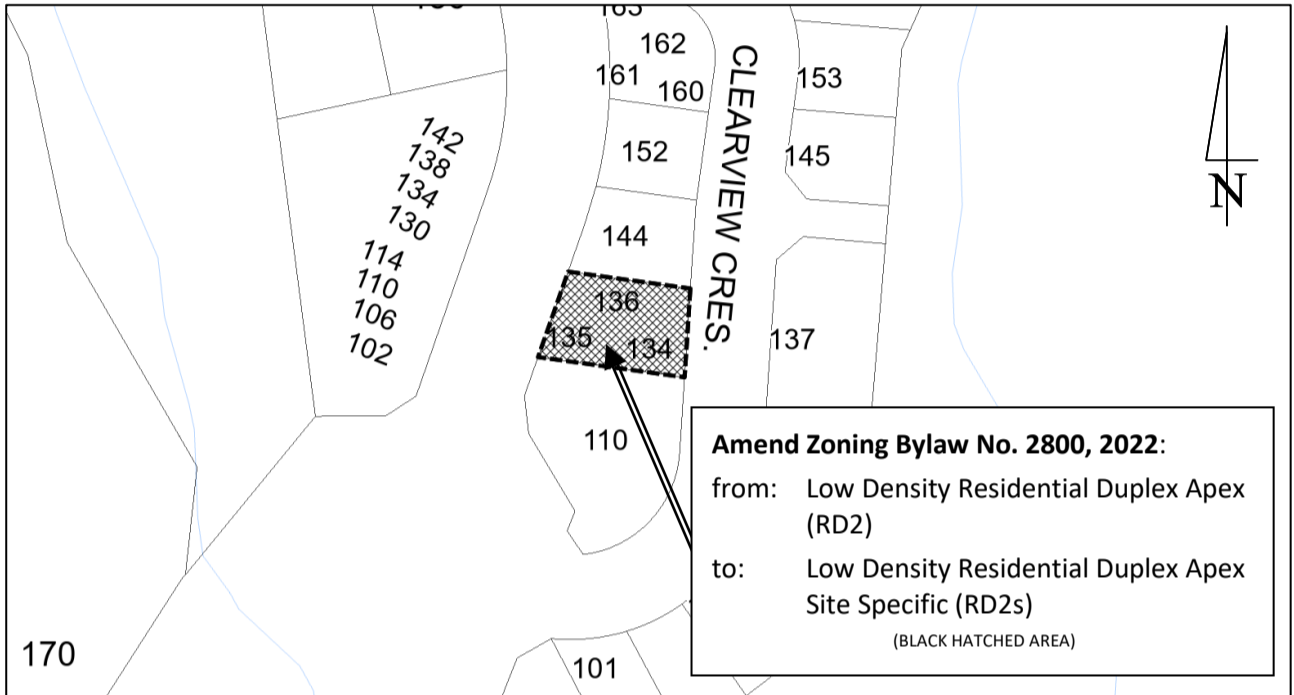 163
162
161
160
CLEARVIEW CRES.
153
142
138
134
130
114
110
106
102
152
145
144
N
136
135
134
137
110
Amend Zoning Bylaw No. 2800, 2022:
from: Low Density Residential Duplex Apex
(RD2)
to: Low Density Residential Duplex Apex
Site Specific (RD2s)
(BLACK HATCHED AREA)
170
101